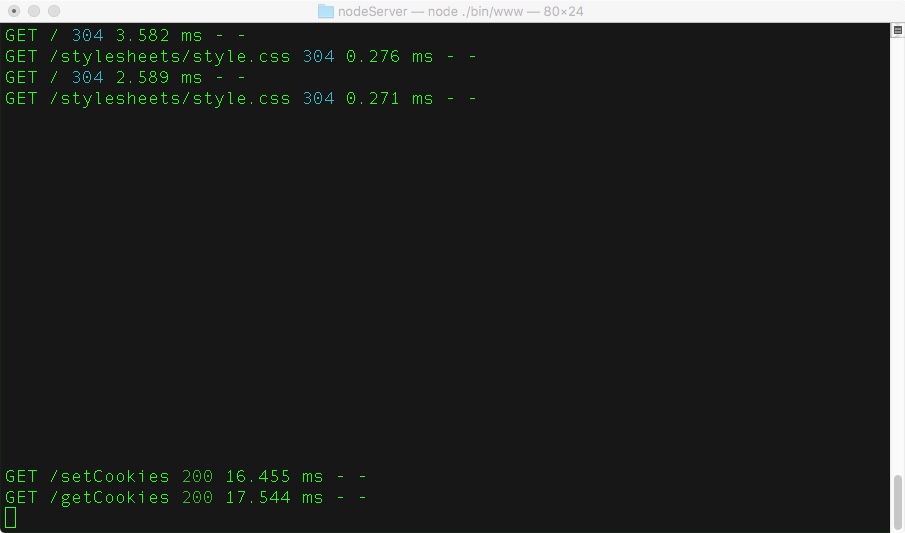 nodeServer — node ./bin/www — 80×24
GET / 304 3.582 ms - -
GET /stylesheets/style.css 304 0.276 ms - -
GET / 304 2.589 ms - -
GET /stylesheets/style.css 304 0.271 ms - -
GET /setCookies 200 16.455 ms - -
GET /getCookies 200 17.544 ms - -